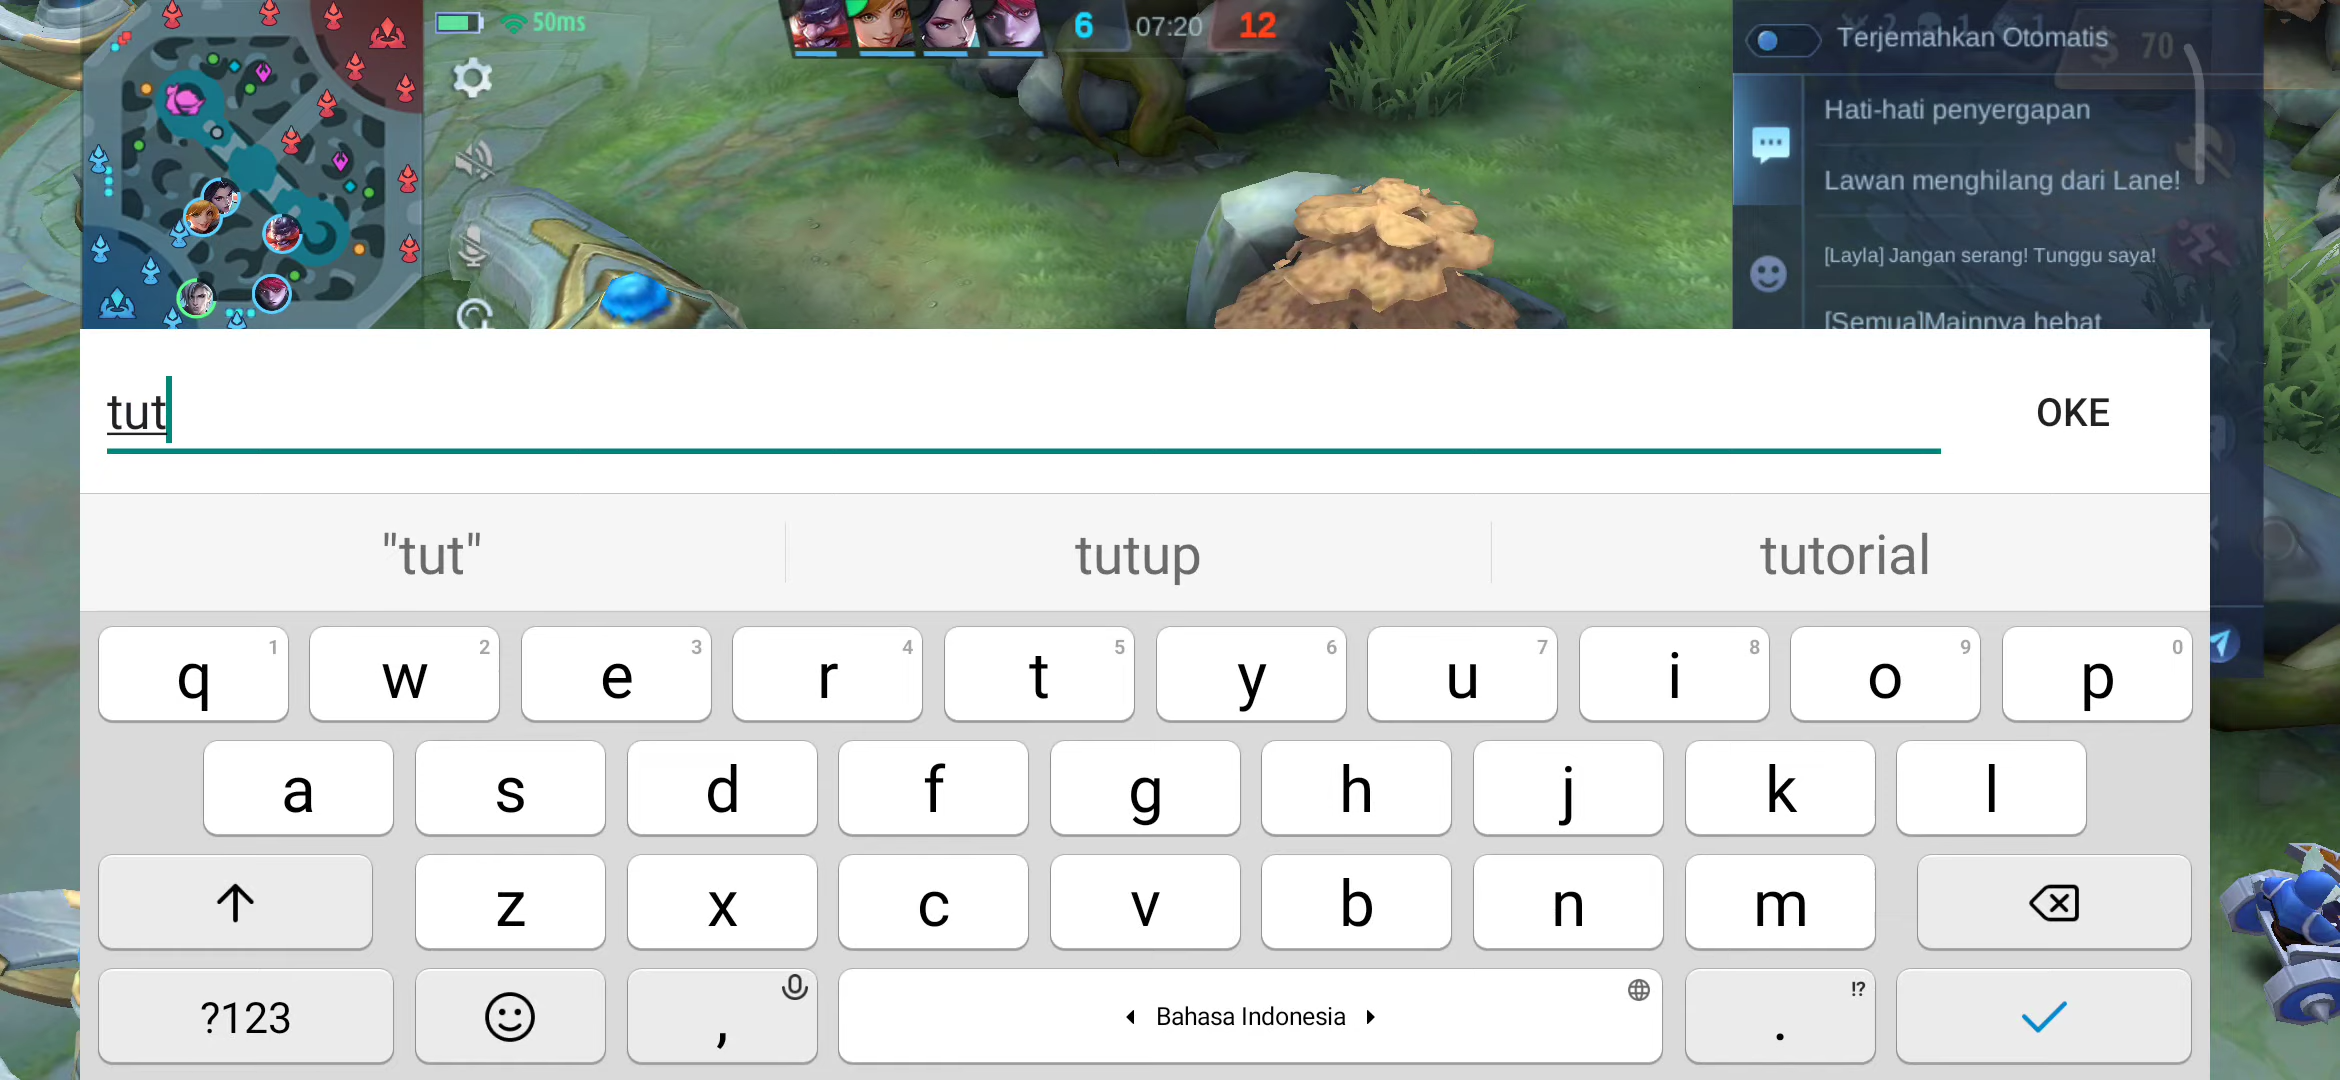 50ms
6
07:20
12
Terjemahkan Otomatis
70
Hati-hati penyergapan
Lawan menghilang dari Lane!
[Layla] Jangan serang! Tunggu saya!
[Semua]Mainnya hebat
tut
OKE
"tut"
tutup
tutorial
q 1 w 2 e 3 r 4 t 5 y 6 u 7 i 8 o 9 p 0
a s d f g h j k l
z x c v b n m
?123 , Bahasa Indonesia . !?